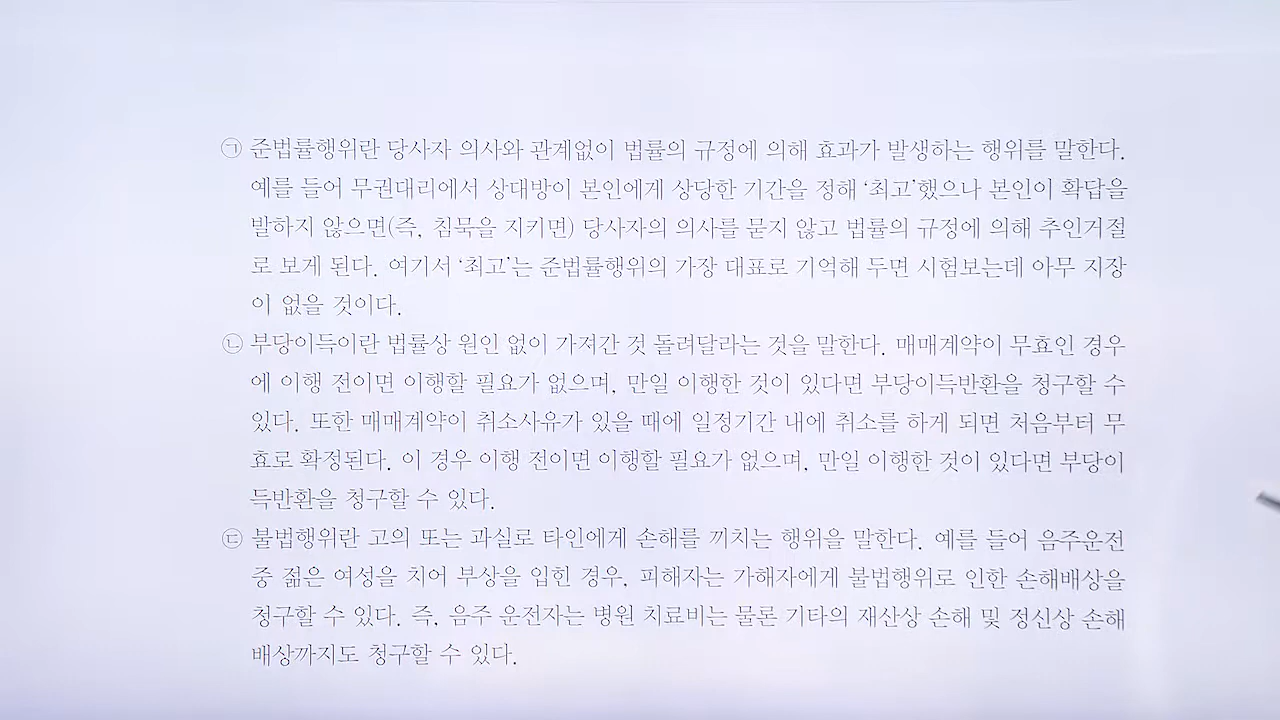 ㉠ 준법률행위란 당사자 의사와 관계없이 법률의 규정에 의해 효과가 발생하는 행위를 말한다.
예를 들어 무권대리에서 상대방이 본인에게 상당한 기간을 정해 ‘최고’했으나 본인이 확답을
발하지 않으면(즉, 침묵을 지키면) 당사자의 의사를 묻지 않고 법률의 규정에 의해 추인거절
로 보게 된다. 여기서 ‘최고’는 준법률행위의 가장 대표로 기억해 두면 시험보는데 아무 지장
이 없을 것이다.
㉡ 부당이득이란 법률상 원인 없이 가져간 것 돌려달라는 것을 말한다. 매매계약이 무효인 경우
에 이행 전이면 이행할 필요가 없으며, 만일 이행한 것이 있다면 부당이득반환을 청구할 수
있다. 또한 매매계약이 취소사유가 있을 때에 일정기간 내에 취소를 하게 되면 처음부터 무
효로 확정된다. 이 경우 이행 전이면 이행할 필요가 없으며, 만일 이행한 것이 있다면 부당이
득반환을 청구할 수 있다.
㉢ 불법행위란 고의 또는 과실로 타인에게 손해를 끼치는 행위을 말한다. 예를 들어 음주운전
중 젊은 여성을 치어 부상을 입힌 경우, 피해자는 가해자에게 불법행위로 인한 손해배상을
청구할 수 있다. 즉, 음주 운전자는 병원 치료비는 물론 기타의 재산상 손해 및 정신상 손해
배상까지도 청구할 수 있다.